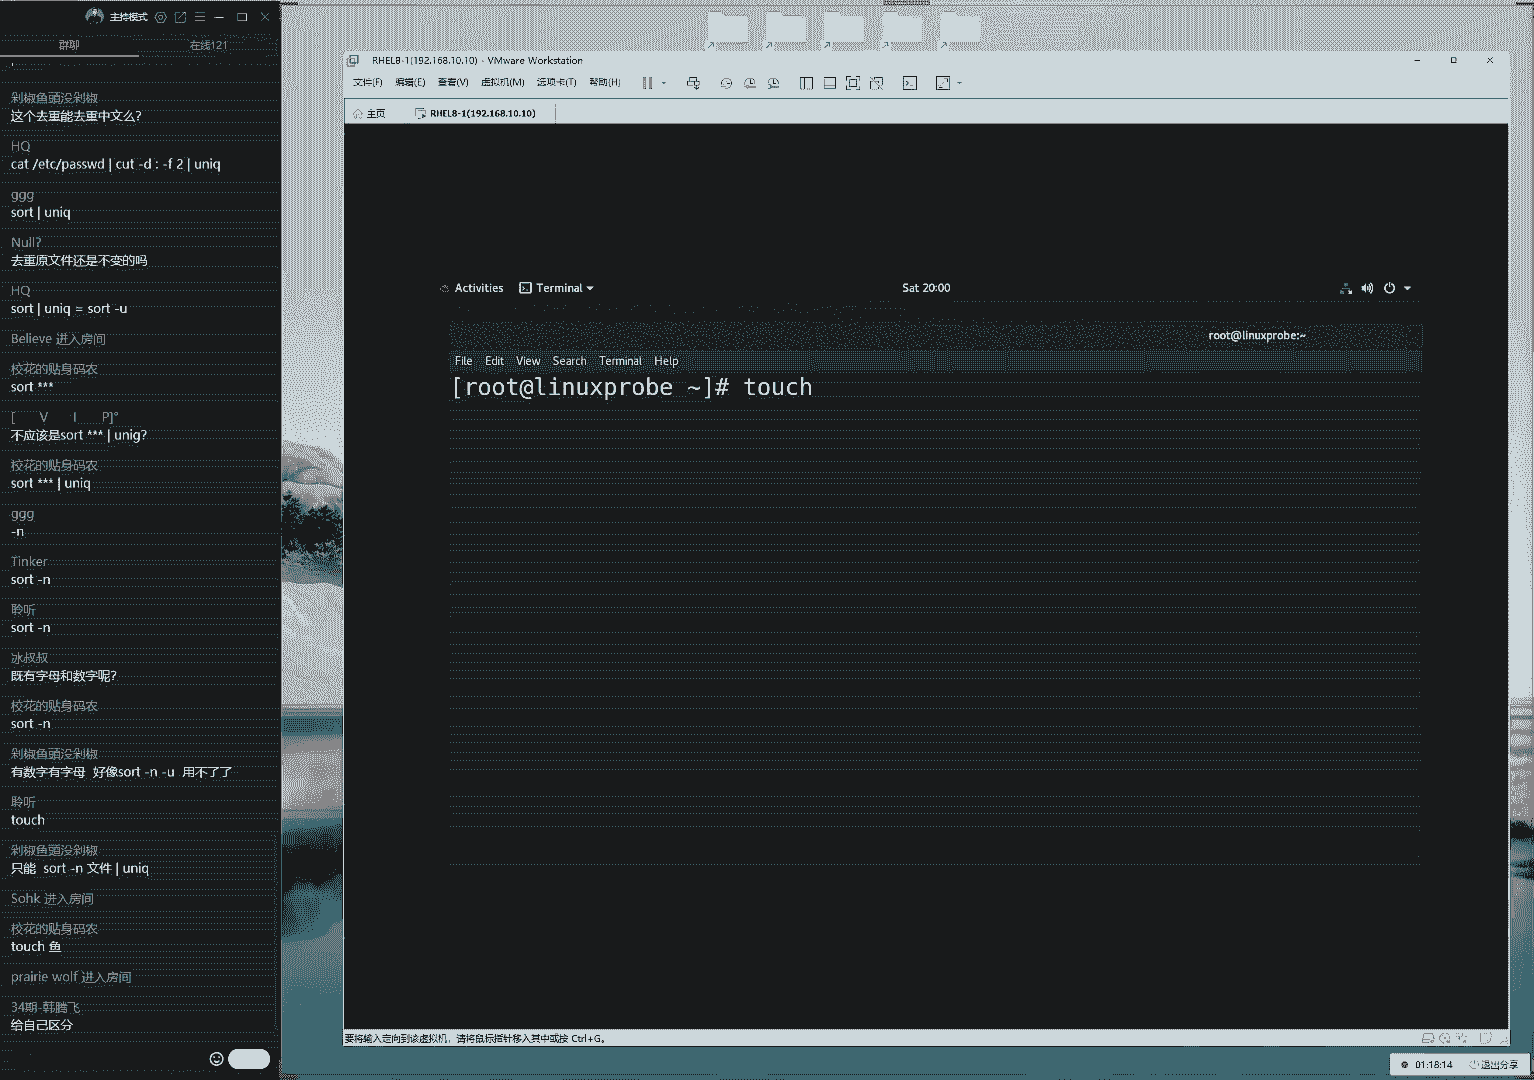 主持模式
群聊
在线121
剁椒鱼頭没剁椒
这个去重能去重中文么?
HQ
cat /etc/passwd | cut -d : -f 2 | uniq
ggg
sort | uniq
Null?
去重原文件还是不变的吗
HQ
sort | uniq = sort -u
Believe 进入房间
校花的贴身码农
sort ***
[ V I P]°
不应该是sort *** | unig?
校花的贴身码农
sort *** | uniq
ggg
-n
Tinker
sort -n
聆听
sort -n
冰叔叔
既有字母和数字呢?
校花的贴身码农
sort -n
剁椒鱼頭没剁椒
有数字有字母 好像sort -n -u 用不了了
聆听
touch
剁椒鱼頭没剁椒
只能 sort -n 文件 | uniq
Sohk 进入房间
校花的贴身码农
touch 鱼
prairie wolf 进入房间
34期-韩腾飞
给自己区分
RHEL8-1(192.168.10.10) - VMware Workstation
文件(F) 编辑(E) 查看(V) 虚拟机(M) 选项卡(T) 帮助(H)
主页
RHEL8-1(192.168.10.10)
Activities
Terminal
Sat 20:00
root@linuxprobe:~
File Edit View Search Terminal Help
[root@linuxprobe ~]# touch
要将输入定向到该虚拟机，请将鼠标指针移入其中或按 Ctrl+G。
01:18:14
退出分享